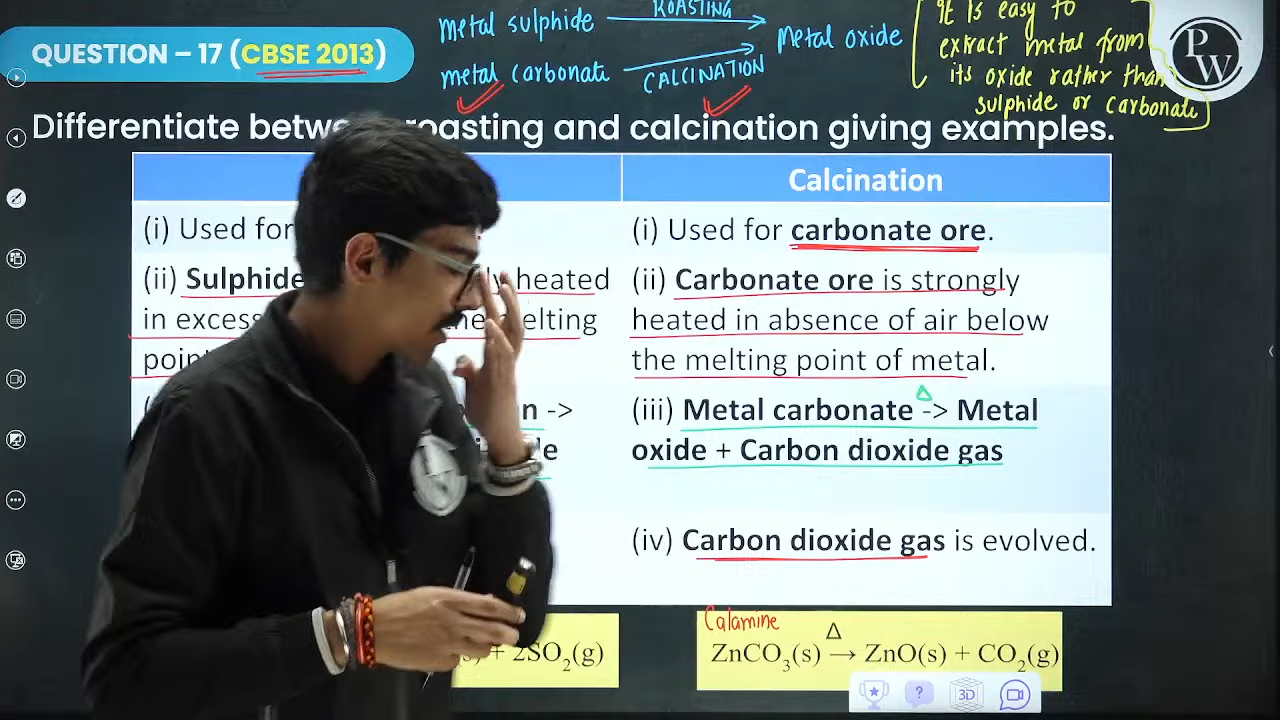 metal sulphide ROASTING
Metal oxide
metal carbonate CALCINATION
It is easy to
extract metal from
its oxide rather than
sulphide or carbonate
PW
QUESTION – 17 (CBSE 2013)
Differentiate between roasting and calcination giving examples.
Calcination
(i) Used for
(i) Used for carbonate ore.
(ii) Sulphide heated
in excess melting
(ii) Carbonate ore is strongly
heated in absence of air below
the melting point of metal.
->
(iii) Metal carbonate -> Metal
Δ
oxide + Carbon dioxide gas
(iv) Carbon dioxide gas is evolved.
+ 2SO₂(g)
Calamine
ZnCO₃(s) Δ→ ZnO(s) + CO₂(g)
?
3D